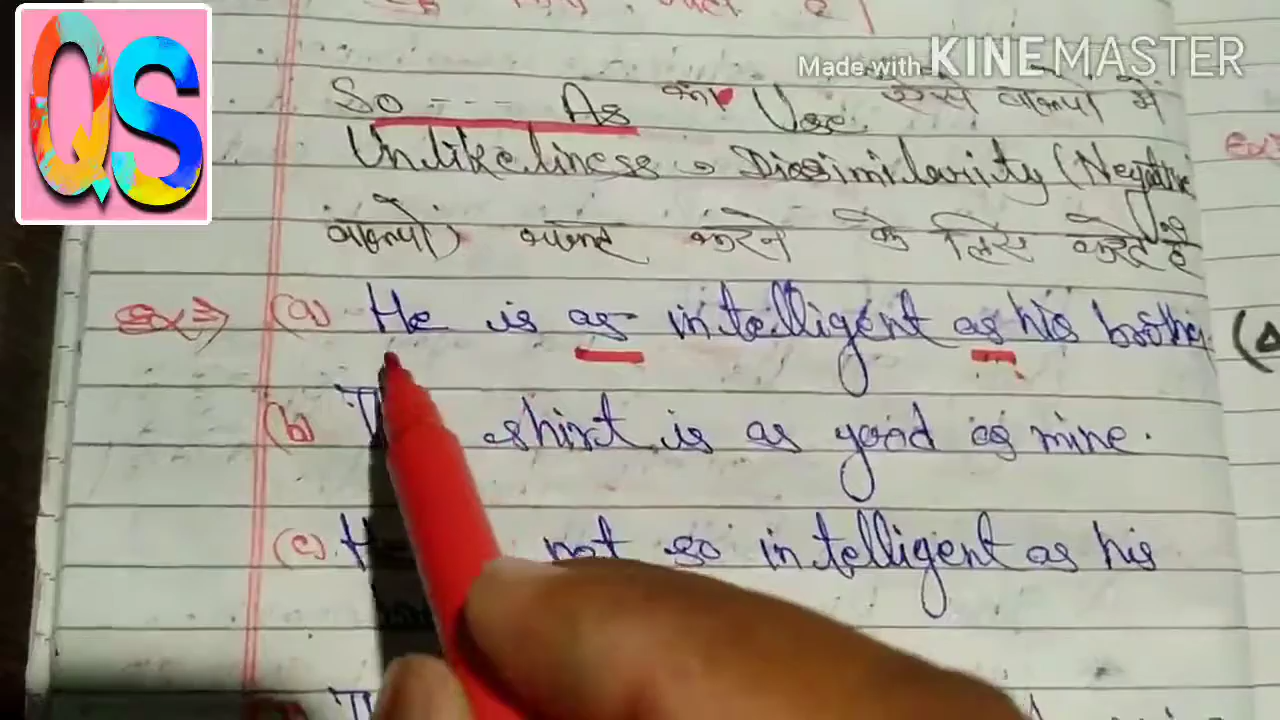 QS
Made with KINEMASTER
So --- As का Use ऐसे वाक्यो में
Unlikeliness → Dissimilarity (Negative
वाक्यो) व्यक्त करने के लिए करते है
Ex⇒ (a) He is as intelligent as his brother
(b) shirt is as good as mine.
(c) not so intelligent as his